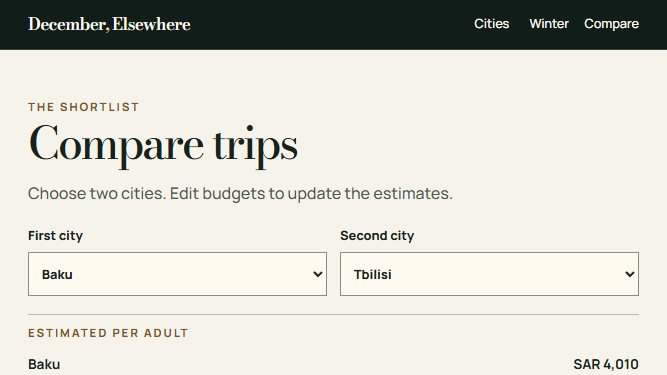 December, Elsewhere
Cities Winter Compare
THE SHORTLIST
Compare trips
Choose two cities. Edit budgets to update the estimates.
First city Second city
Baku Tbilisi
ESTIMATED PER ADULT
Baku SAR 4,010